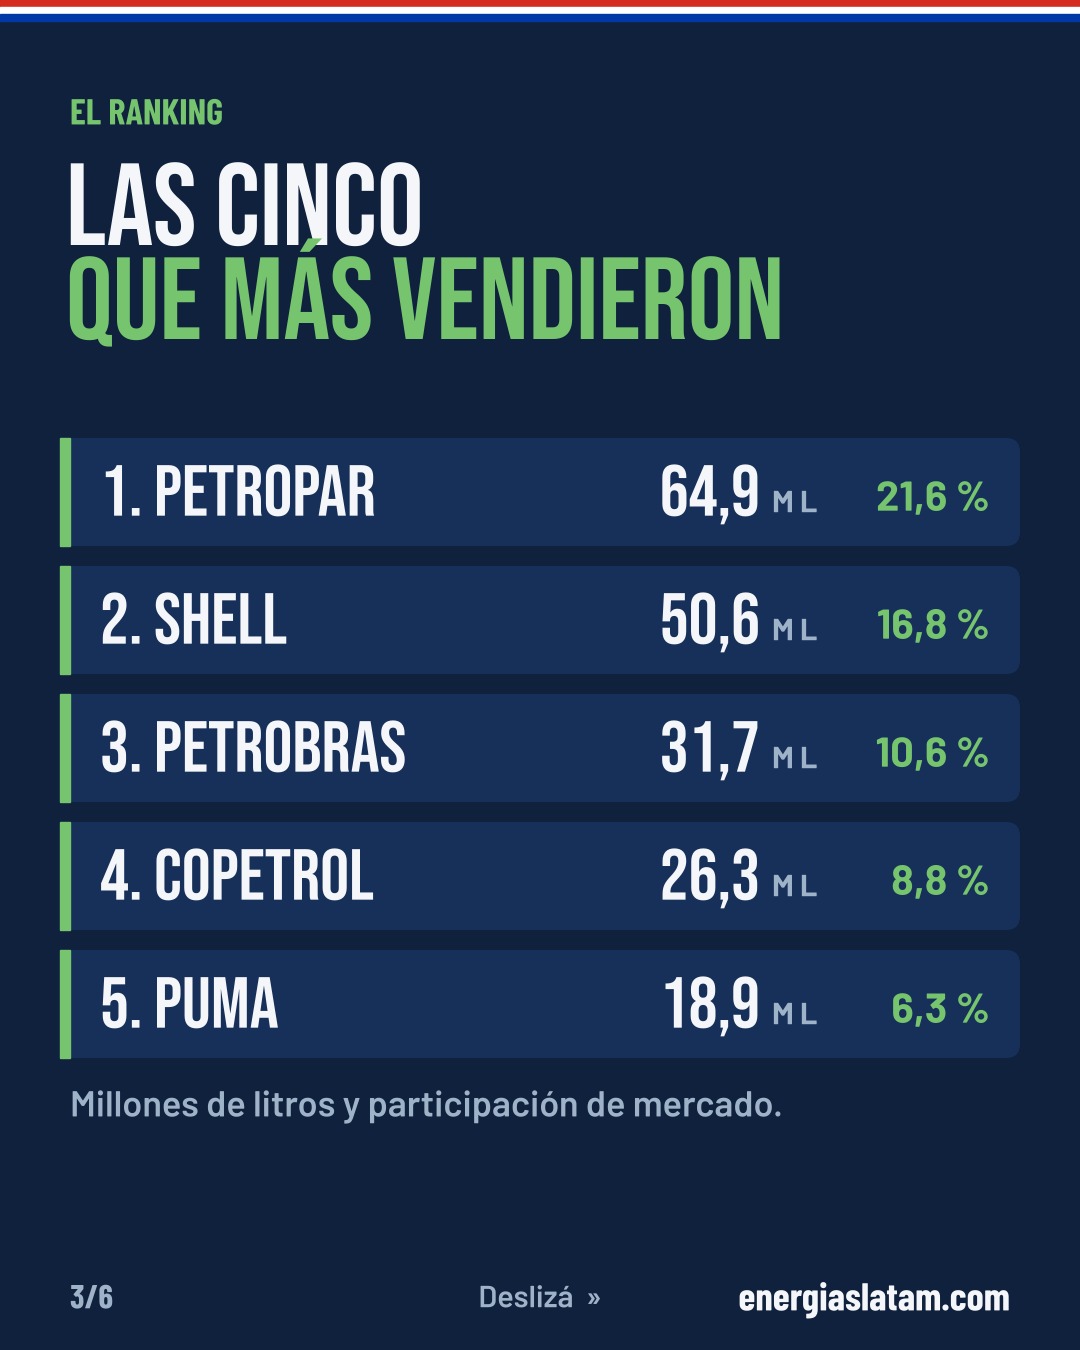 EL RANKING
LAS CINCO
QUE MÁS VENDIERON
1. PETROPAR 64,9 ML 21,6 %
2. SHELL 50,6 ML 16,8 %
3. PETROBRAS 31,7 ML 10,6 %
4. COPETROL 26,3 ML 8,8 %
5. PUMA 18,9 ML 6,3 %
Millones de litros y participación de mercado.
3/6 Deslizá » energiaslatam.com